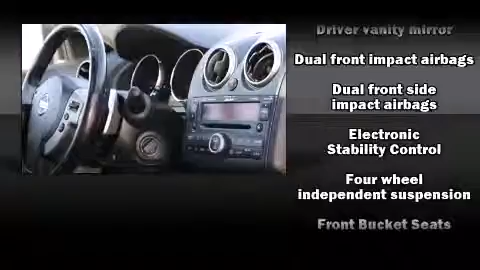 Driver vanity mirror
Dual front impact airbags
Dual front side
impact airbags
Electronic
Stability Control
Four wheel
independent suspension
Front Bucket Seats